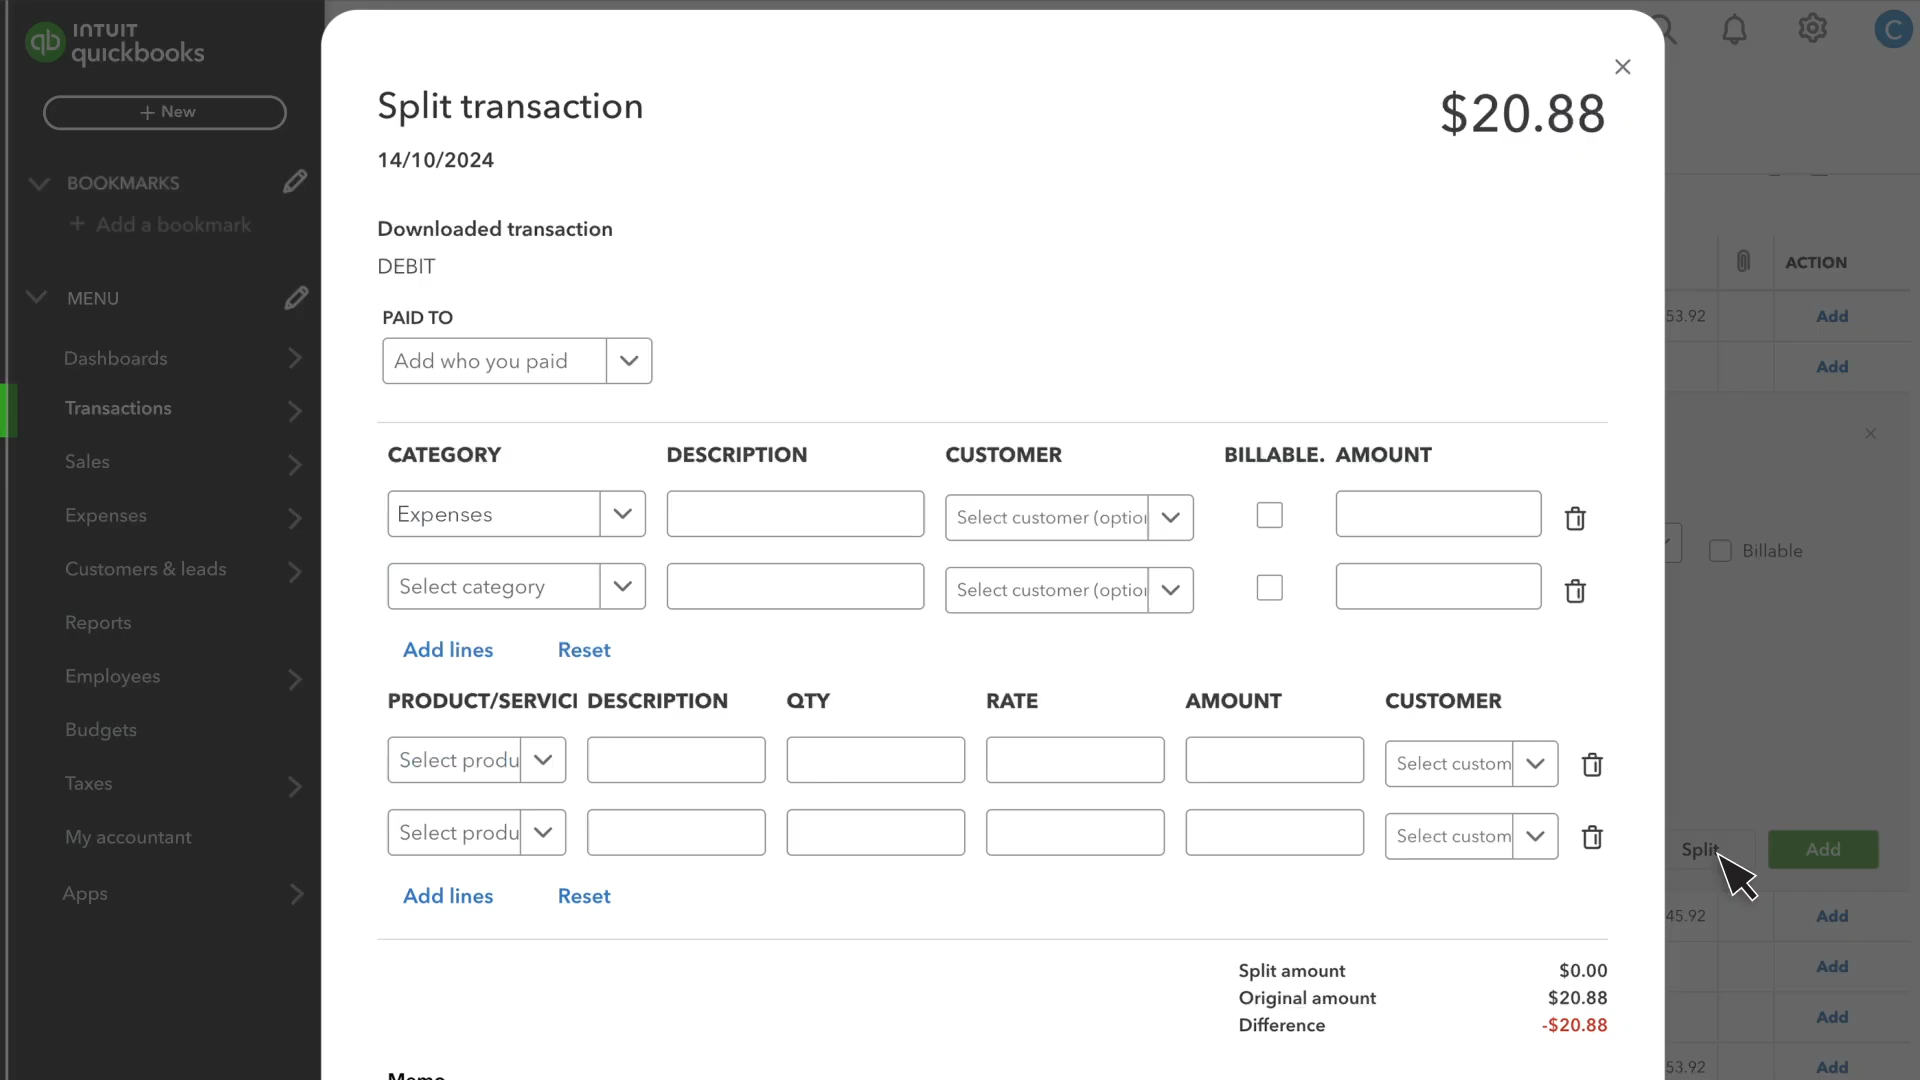 INTUIT
quickbooks
+ New
BOOKMARKS
+ Add a bookmark
MENU
Dashboards
Transactions
Sales
Expenses
Customers & leads
Reports
Employees
Budgets
Taxes
My accountant
Apps
Split transaction
$20.88
14/10/2024
Downloaded transaction
DEBIT
PAID TO
Add who you paid
CATEGORY DESCRIPTION CUSTOMER BILLABLE. AMOUNT
Expenses Select customer (optio
Select category Select customer (optio
Add lines Reset
PRODUCT/SERVICI DESCRIPTION QTY RATE AMOUNT CUSTOMER
Select produ Select custom
Select produ Select custom
Add lines Reset
Split amount $0.00
Original amount $20.88
Difference -$20.88
Memo
C
ACTION
53.92 Add
Add
Billable
Split Add
45.92 Add
Add
Add
53.92 Add